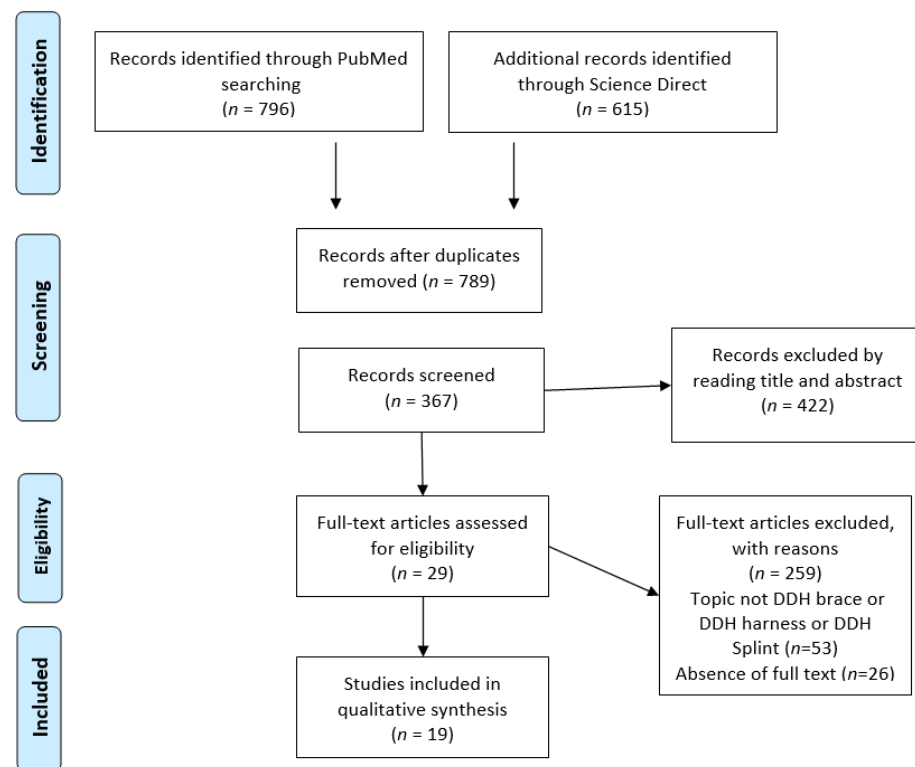 Identification
Records identified through PubMed
searching
(n = 796)
Additional records identified
through Science Direct
(n = 615)
Screening
Records after duplicates
removed (n = 789)
Records screened
(n = 367)
Records excluded by
reading title and abstract
(n = 422)
Eligibility
Full-text articles assessed
for eligibility
(n = 29)
Full-text articles excluded,
with reasons
(n = 259)
Topic not DDH brace or
DDH harness or DDH
Splint (n=53)
Absence of full text (n=26)
Included
Studies included in
qualitative synthesis
(n = 19)